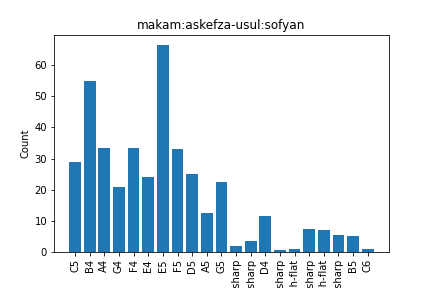 makam:askefza-usul:sofyan
Count
60
50
40
30
20
10
0
C5
B4
A4
G4
F4
E4
E5
F5
D5
A5
G5
sharp
sharp
D4
sharp
h-flat
sharp
h-flat
sharp
B5
C6